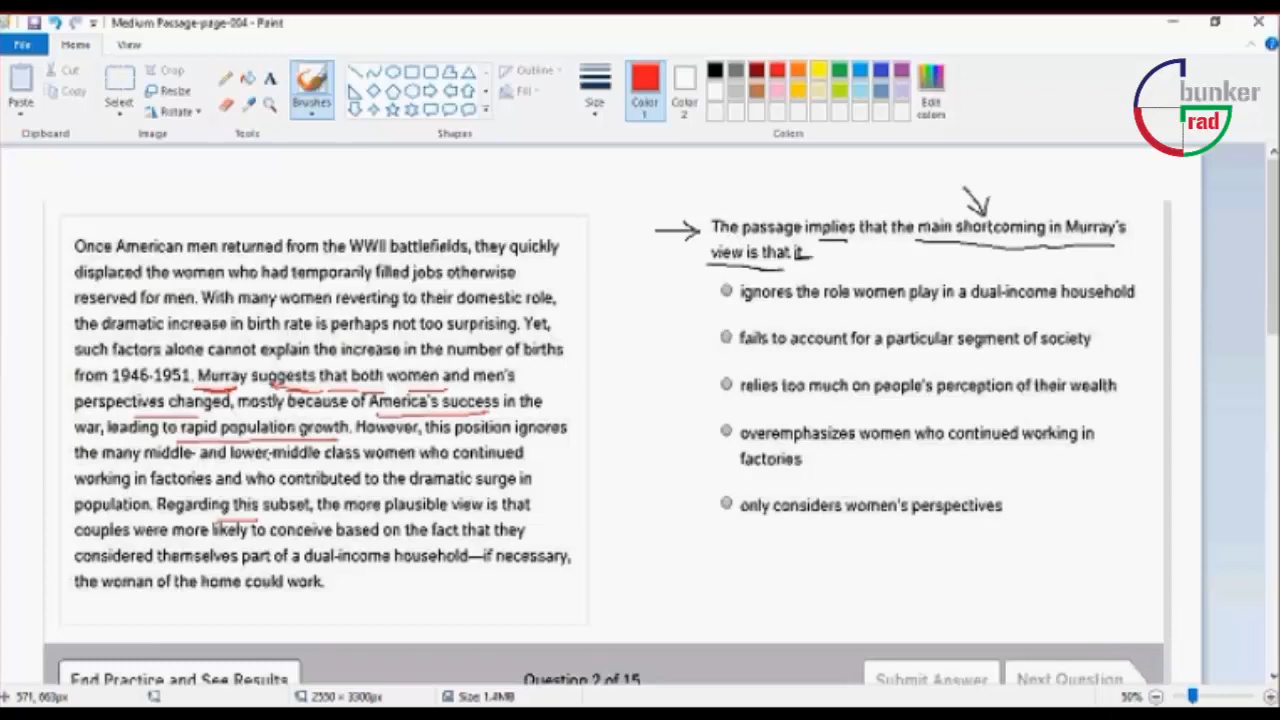 Medium Passage-page-004 - Paint
File Home View
Cut
Copy
Paste
Crop
Resize
Rotate
Select
A
Brushes
Outline
Fill
Size
Color 1
Color 2
Edit colors
Clipboard Image Tools Shapes Colors
bunker
rad
Once American men returned from the WWII battlefields, they quickly
displaced the women who had temporarily filled jobs otherwise
reserved for men. With many women reverting to their domestic role,
the dramatic increase in birth rate is perhaps not too surprising. Yet,
such factors alone cannot explain the increase in the number of births
from 1946-1951. Murray suggests that both women and men's
perspectives changed, mostly because of America's success in the
war, leading to rapid population growth. However, this position ignores
the many middle- and lower-middle class women who continued
working in factories and who contributed to the dramatic surge in
population. Regarding this subset, the more plausible view is that
couples were more likely to conceive based on the fact that they
considered themselves part of a dual-income household—if necessary,
the woman of the home could work.
The passage implies that the main shortcoming in Murray's
view is that it
ignores the role women play in a dual-income household
fails to account for a particular segment of society
relies too much on people's perception of their wealth
overemphasizes women who continued working in
factories
only considers women's perspectives
End Practice and See Results
Question 2 of 15
Submit Answer
Next Question
571, 663px
2550 × 3300px
Size: 1.4MB
50%